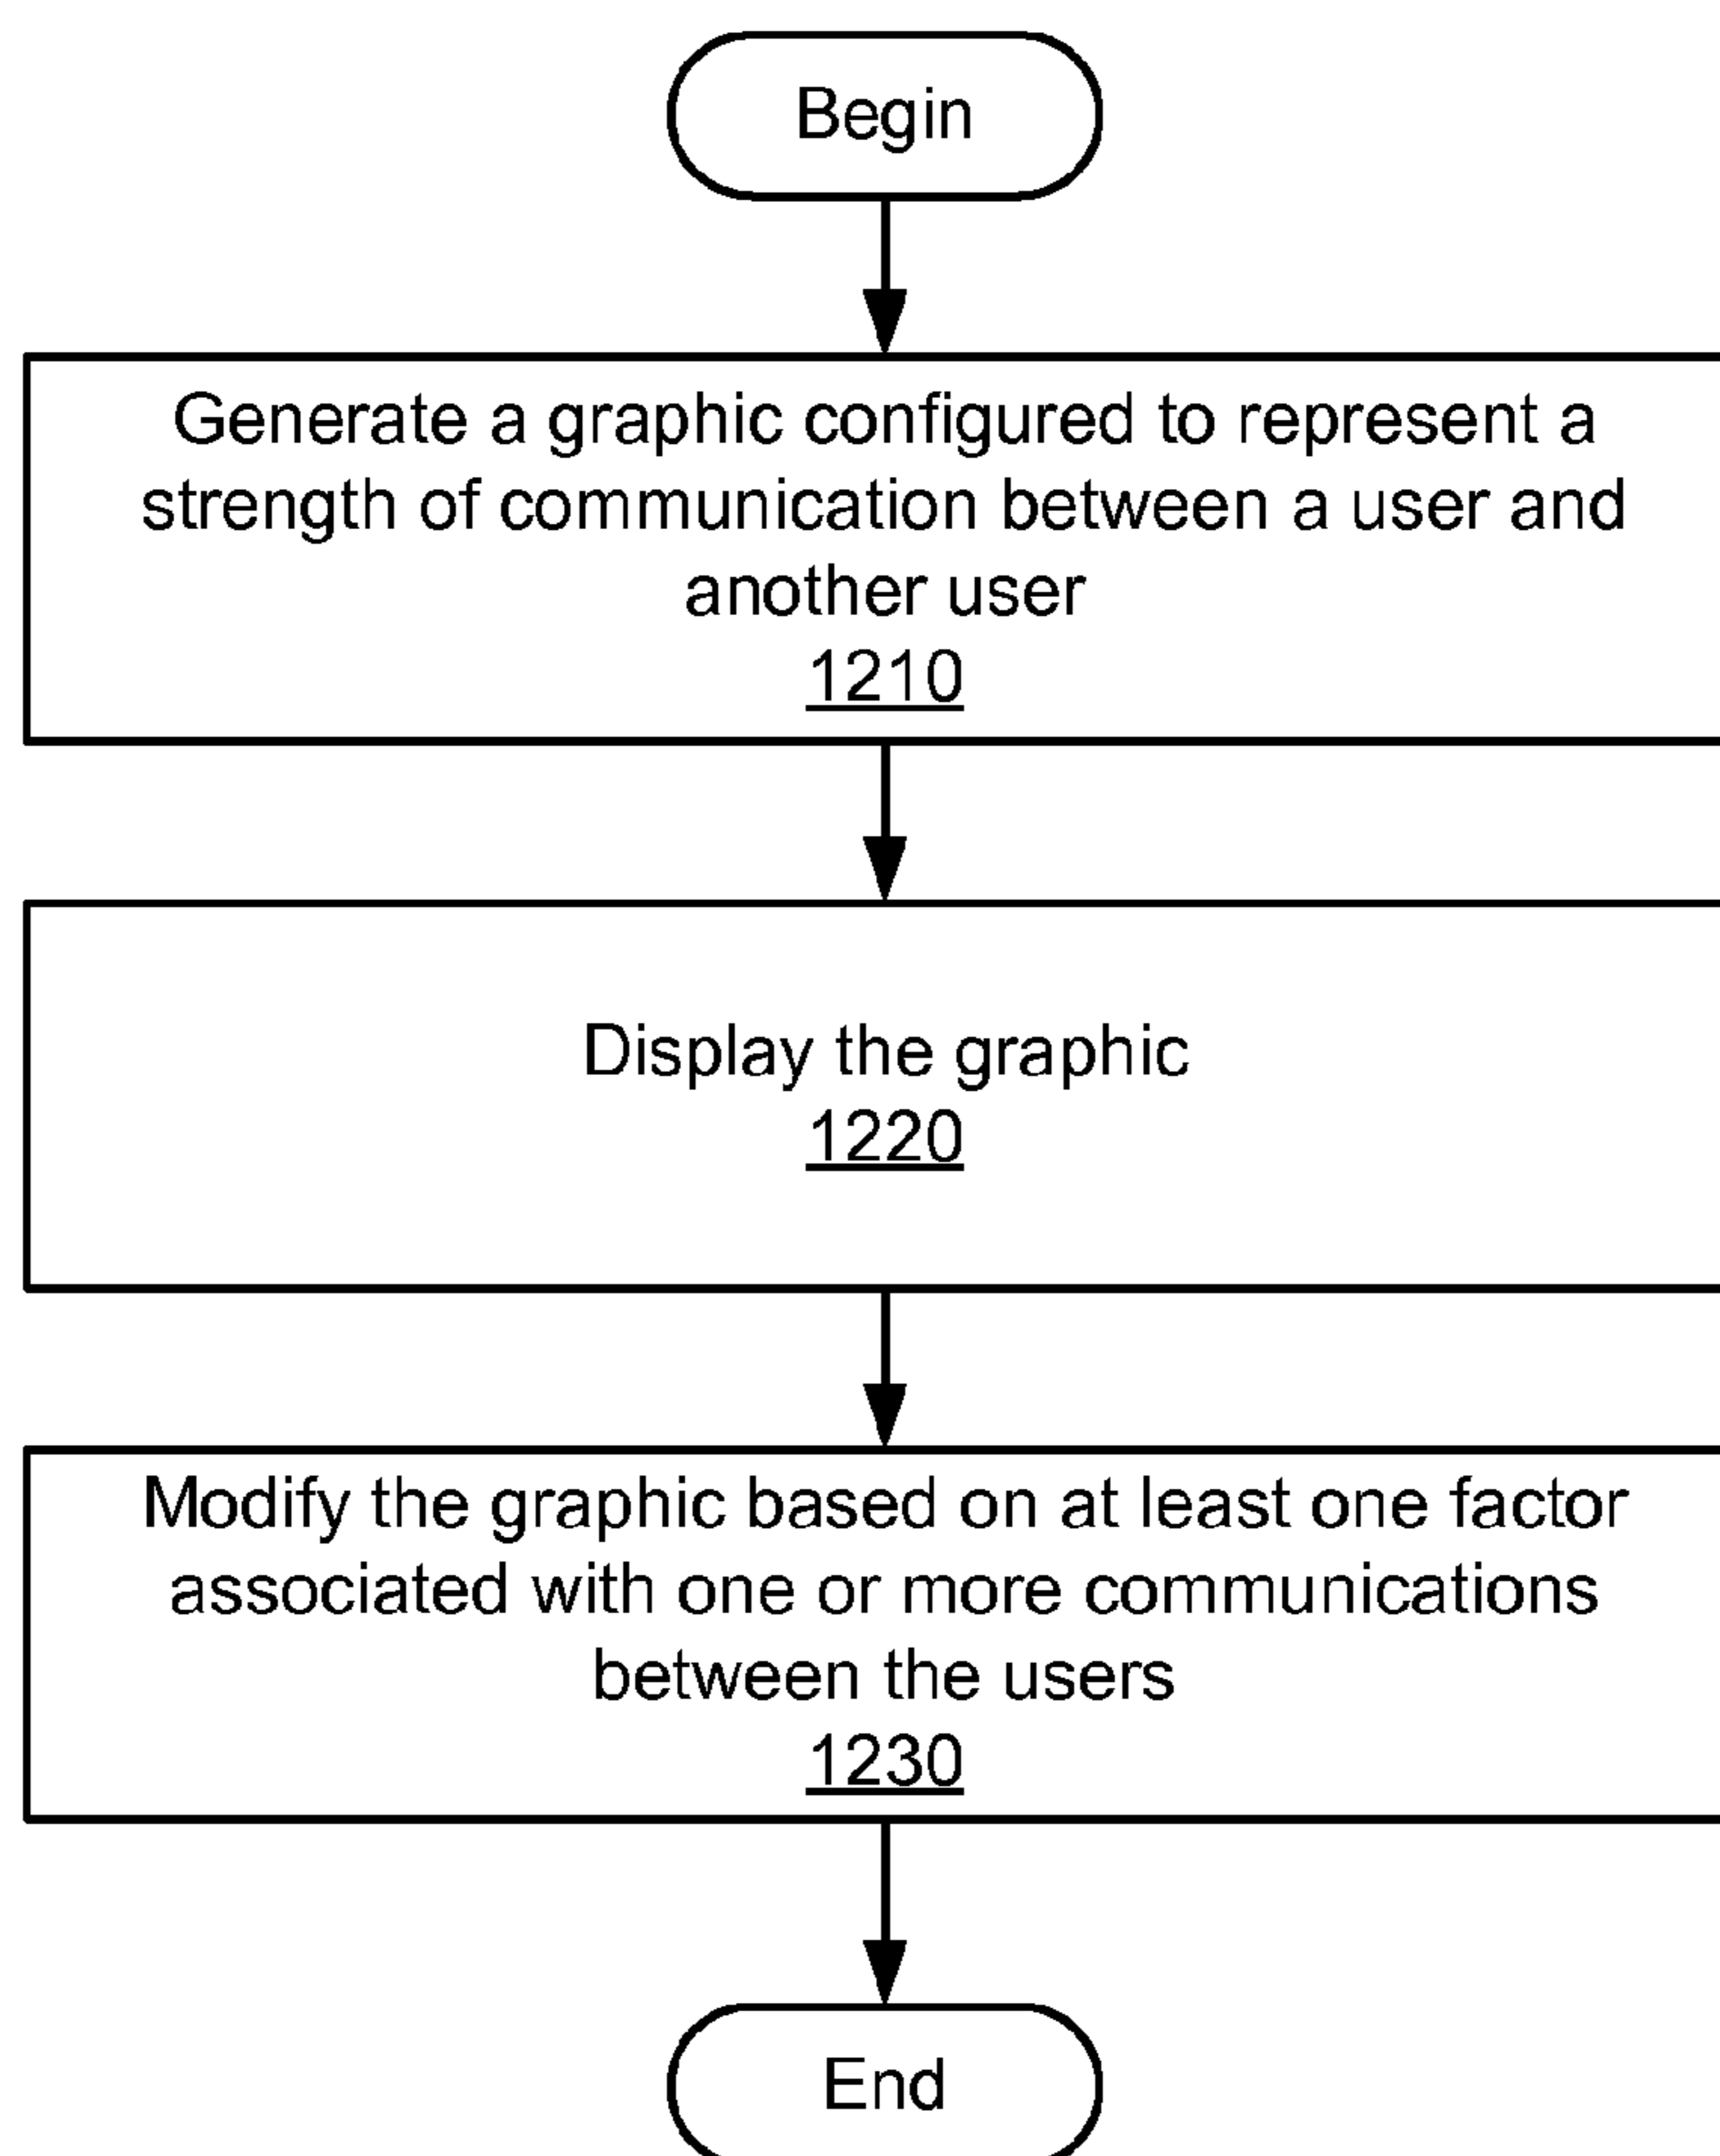 Begin
Generate a graphic configured to represent a
strength of communication between a user and
another user
1210
Display the graphic
1220
Modify the graphic based on at least one factor
associated with one or more communications
between the users
1230
End